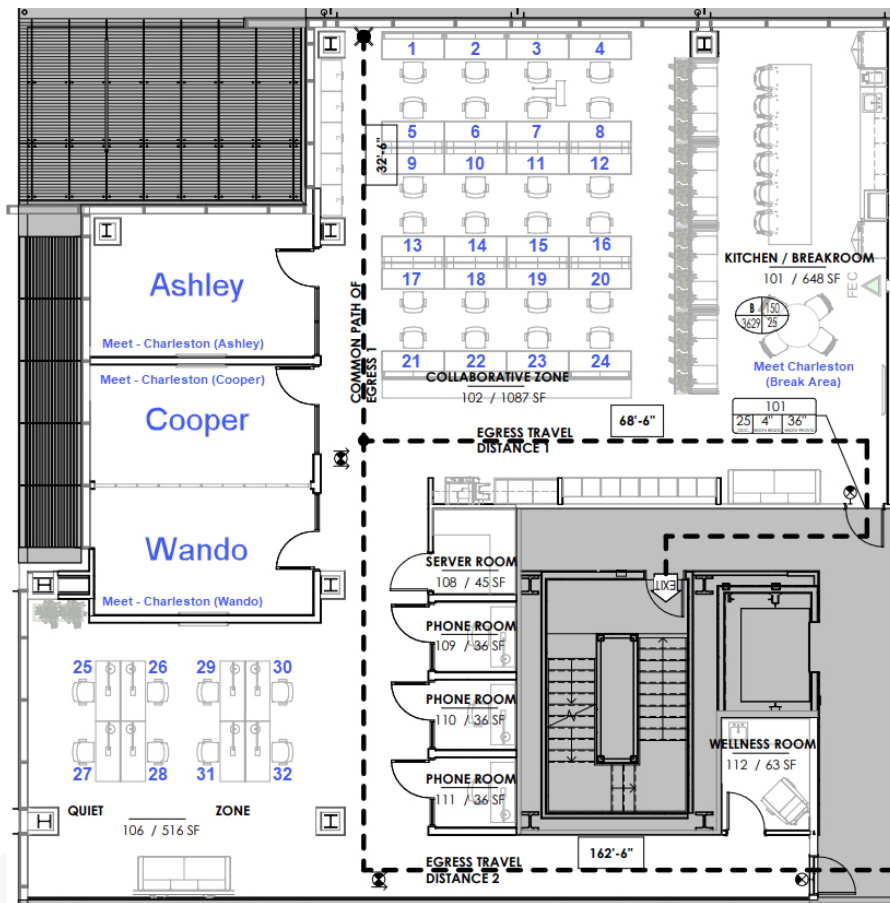 1 2 3 4
5 6 7 8
32'-6"
9 10 11 12
13 14 15 16
17 18 19 20
21 22 23 24
COMMON PATH OF
EGRESS 1
COLLABORATIVE ZONE
102 / 1087 SF
KITCHEN / BREAKROOM
101 / 648 SF
FEC
B 150
3629 25
Meet Charleston
(Break Area)
101
25 4" 36"
Ashley
Meet - Charleston (Ashley)
Meet - Charleston (Cooper)
Cooper
Wando
Meet - Charleston (Wando)
68'-6"
EGRESS TRAVEL
DISTANCE 1
EXIT
SERVER ROOM
108 / 45 SF
PHONE ROOM
109 / 36 SF
PHONE ROOM
110 / 36 SF
PHONE ROOM
111 / 36 SF
WELLNESS ROOM
112 / 63 SF
25 26 29 30
27 28 31 32
QUIET ZONE
106 / 516 SF
162'-6"
EGRESS TRAVEL
DISTANCE 2